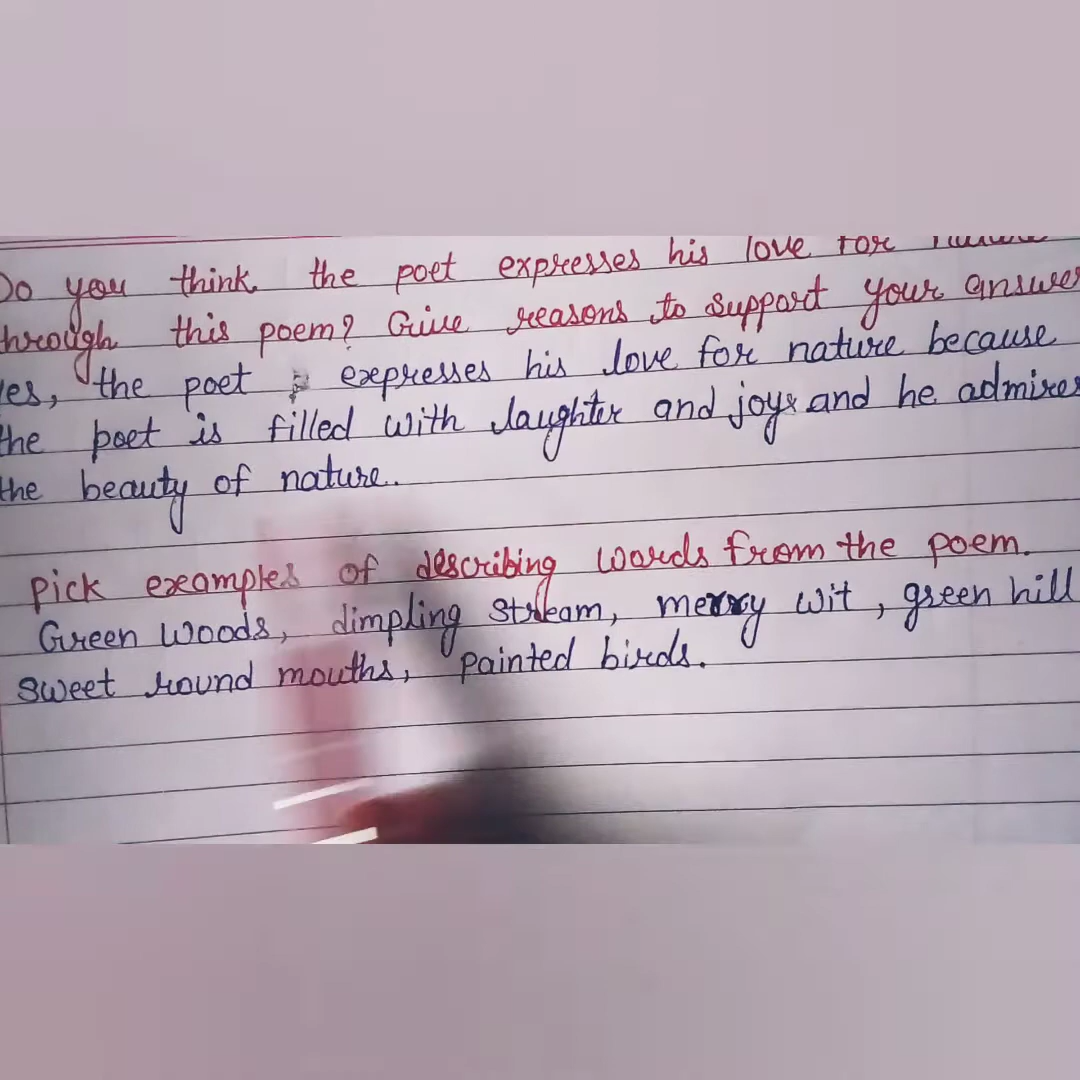 Do you think the poet expresses his love for nature
through this poem? Give reasons to support your answer
Yes, the poet expresses his love for nature because
the poet is filled with laughter and joy and he admires
the beauty of nature.
Pick examples of describing words from the poem.
Green woods, dimpling stream, merry wit, green hill
sweet round mouths, painted birds.